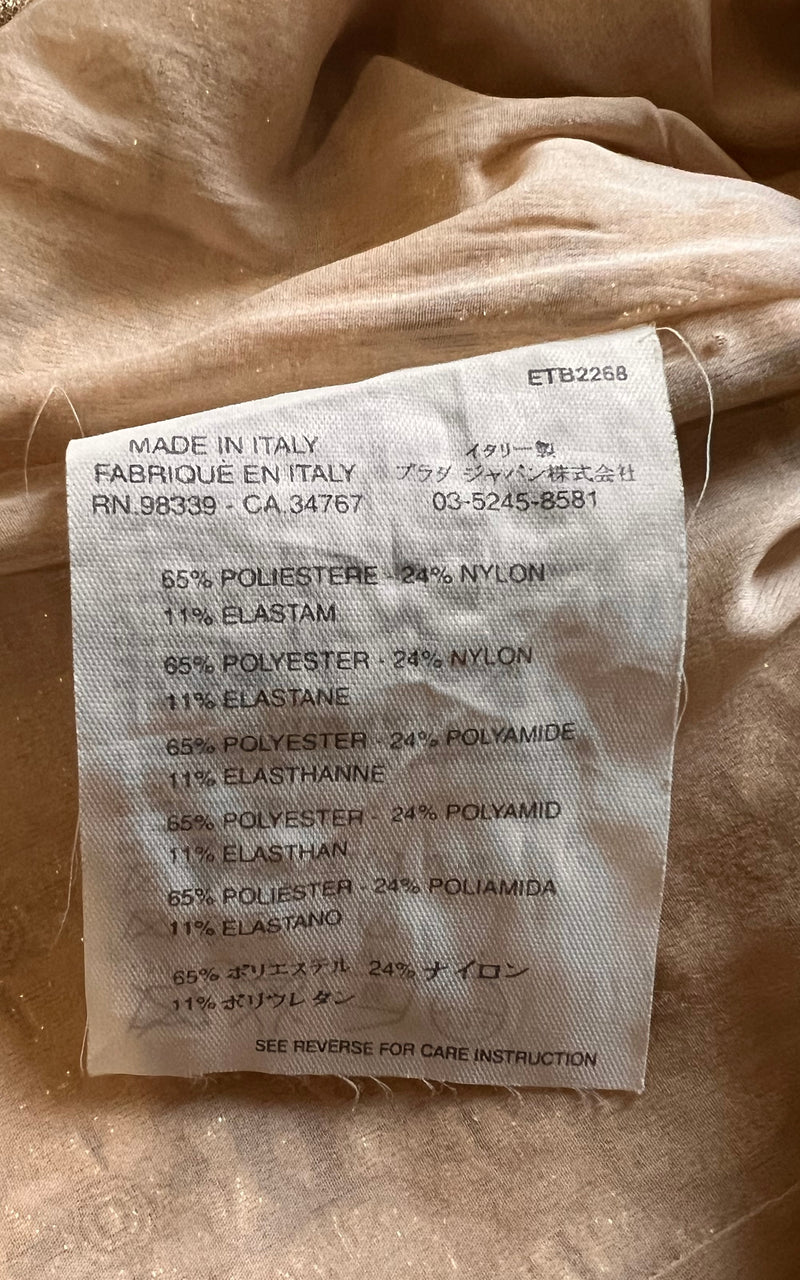 ETB2268
MADE IN ITALY
FABRIQUÈ EN ITALY
RN.98339 - CA.34767
イタリー製
プラダ ジャパン株式会社
03-5245-8581
65% POLIESTERE - 24% NYLON
11% ELASTAM
65% POLYESTER - 24% NYLON
11% ELASTANE
65% POLYESTER - 24% POLYAMIDE
11% ELASTHANNE
65% POLYESTER - 24% POLYAMID
11% ELASTHAN
65% POLIESTER - 24% POLIAMIDA
11% ELASTANO
65% ポリエステル 24% ナイロン
11% ポリウレタン
SEE REVERSE FOR CARE INSTRUCTION